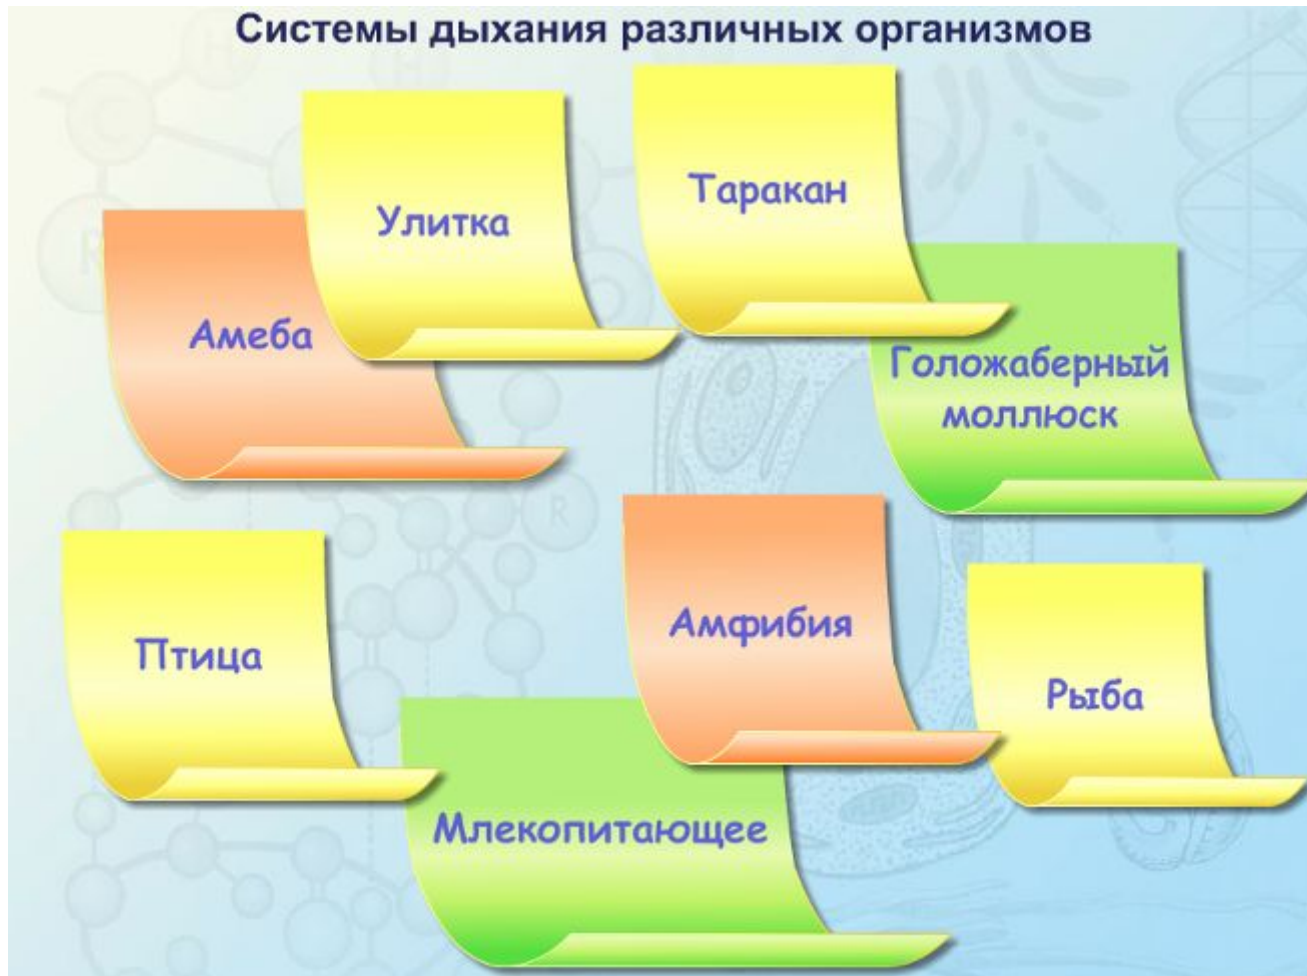 Системы дыхания различных организмов
Улитка
Таракан
Амеба
Голожаберный
моллюск
Птица
Амфибия
Рыба
Млекопитающее
C
H
H
R
R